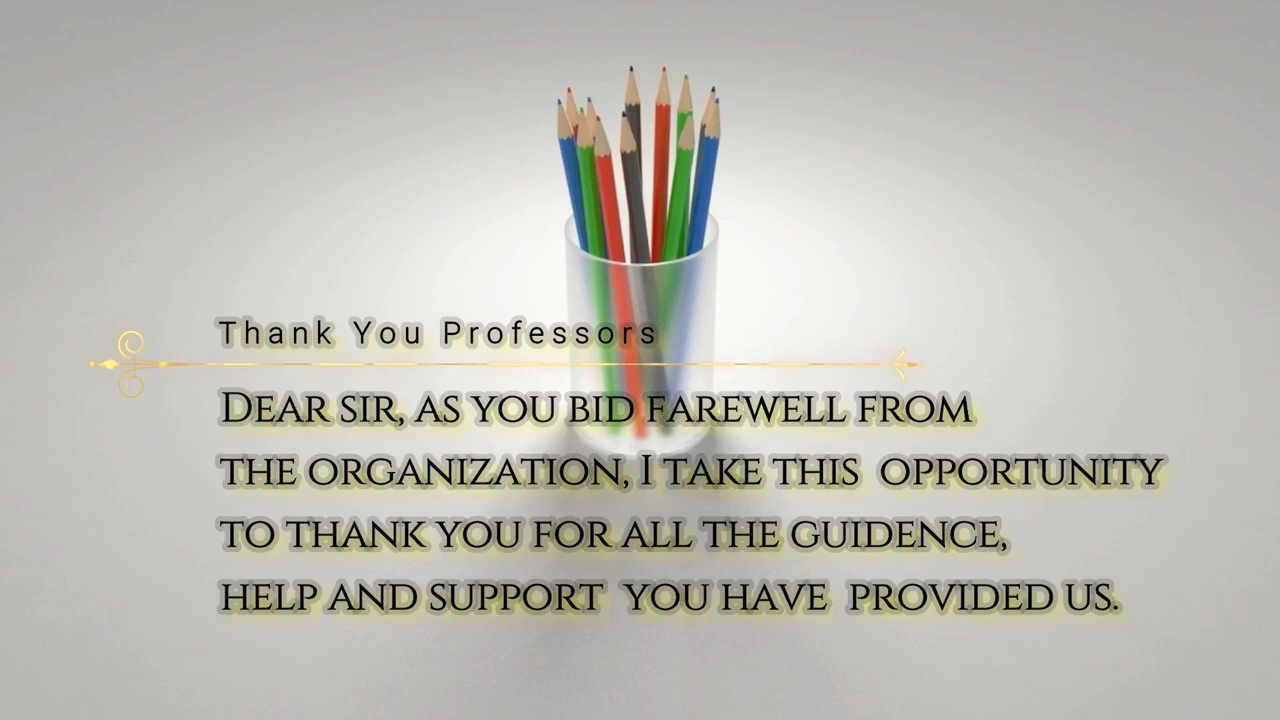 Thank You Professors
Dear sir, as you bid farewell from
the organization, I take this opportunity
to thank you for all the guidence,
help and support you have provided us.